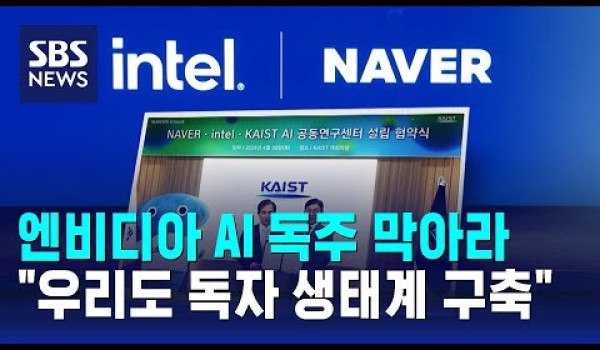 SBS
NEWS
intel. | NAVER
NAVER · intel · KAIST AI 공동연구센터 설립 협약식
KAIST
엔비디아 AI 독주 막아라
"우리도 독자 생태계 구축"